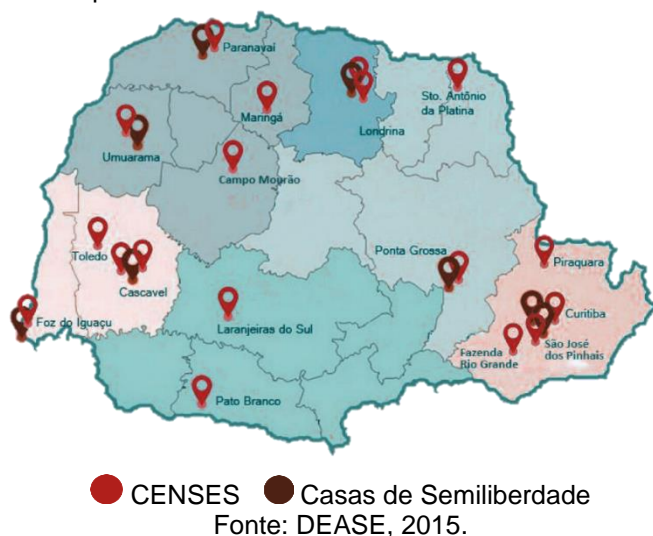 Paranavaí
Maringá
Londrina
Sto. Antônio
da Platina
Umuarama
Campo Mourão
Toledo
Cascavel
Ponta Grossa
Piraquara
Foz do Iguaçu
Laranjeiras do Sul
Curitiba
São José
dos Pinhais
Fazenda
Rio Grande
Pato Branco
CENSES Casas de Semiliberdade
Fonte: DEASE, 2015.